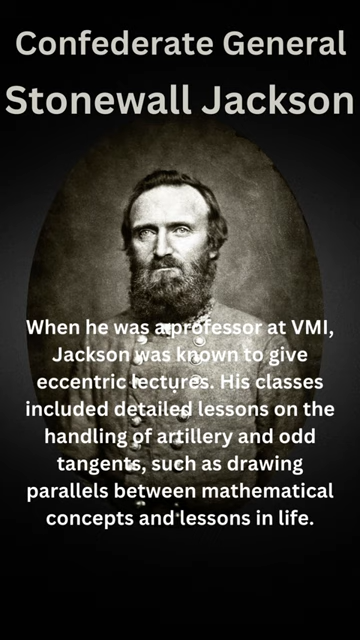 Confederate General
Stonewall Jackson
When he was a professor at VMI,
Jackson was known to give
eccentric lectures. His classes
included detailed lessons on the
handling of artillery and odd
tangents, such as drawing
parallels between mathematical
concepts and lessons in life.